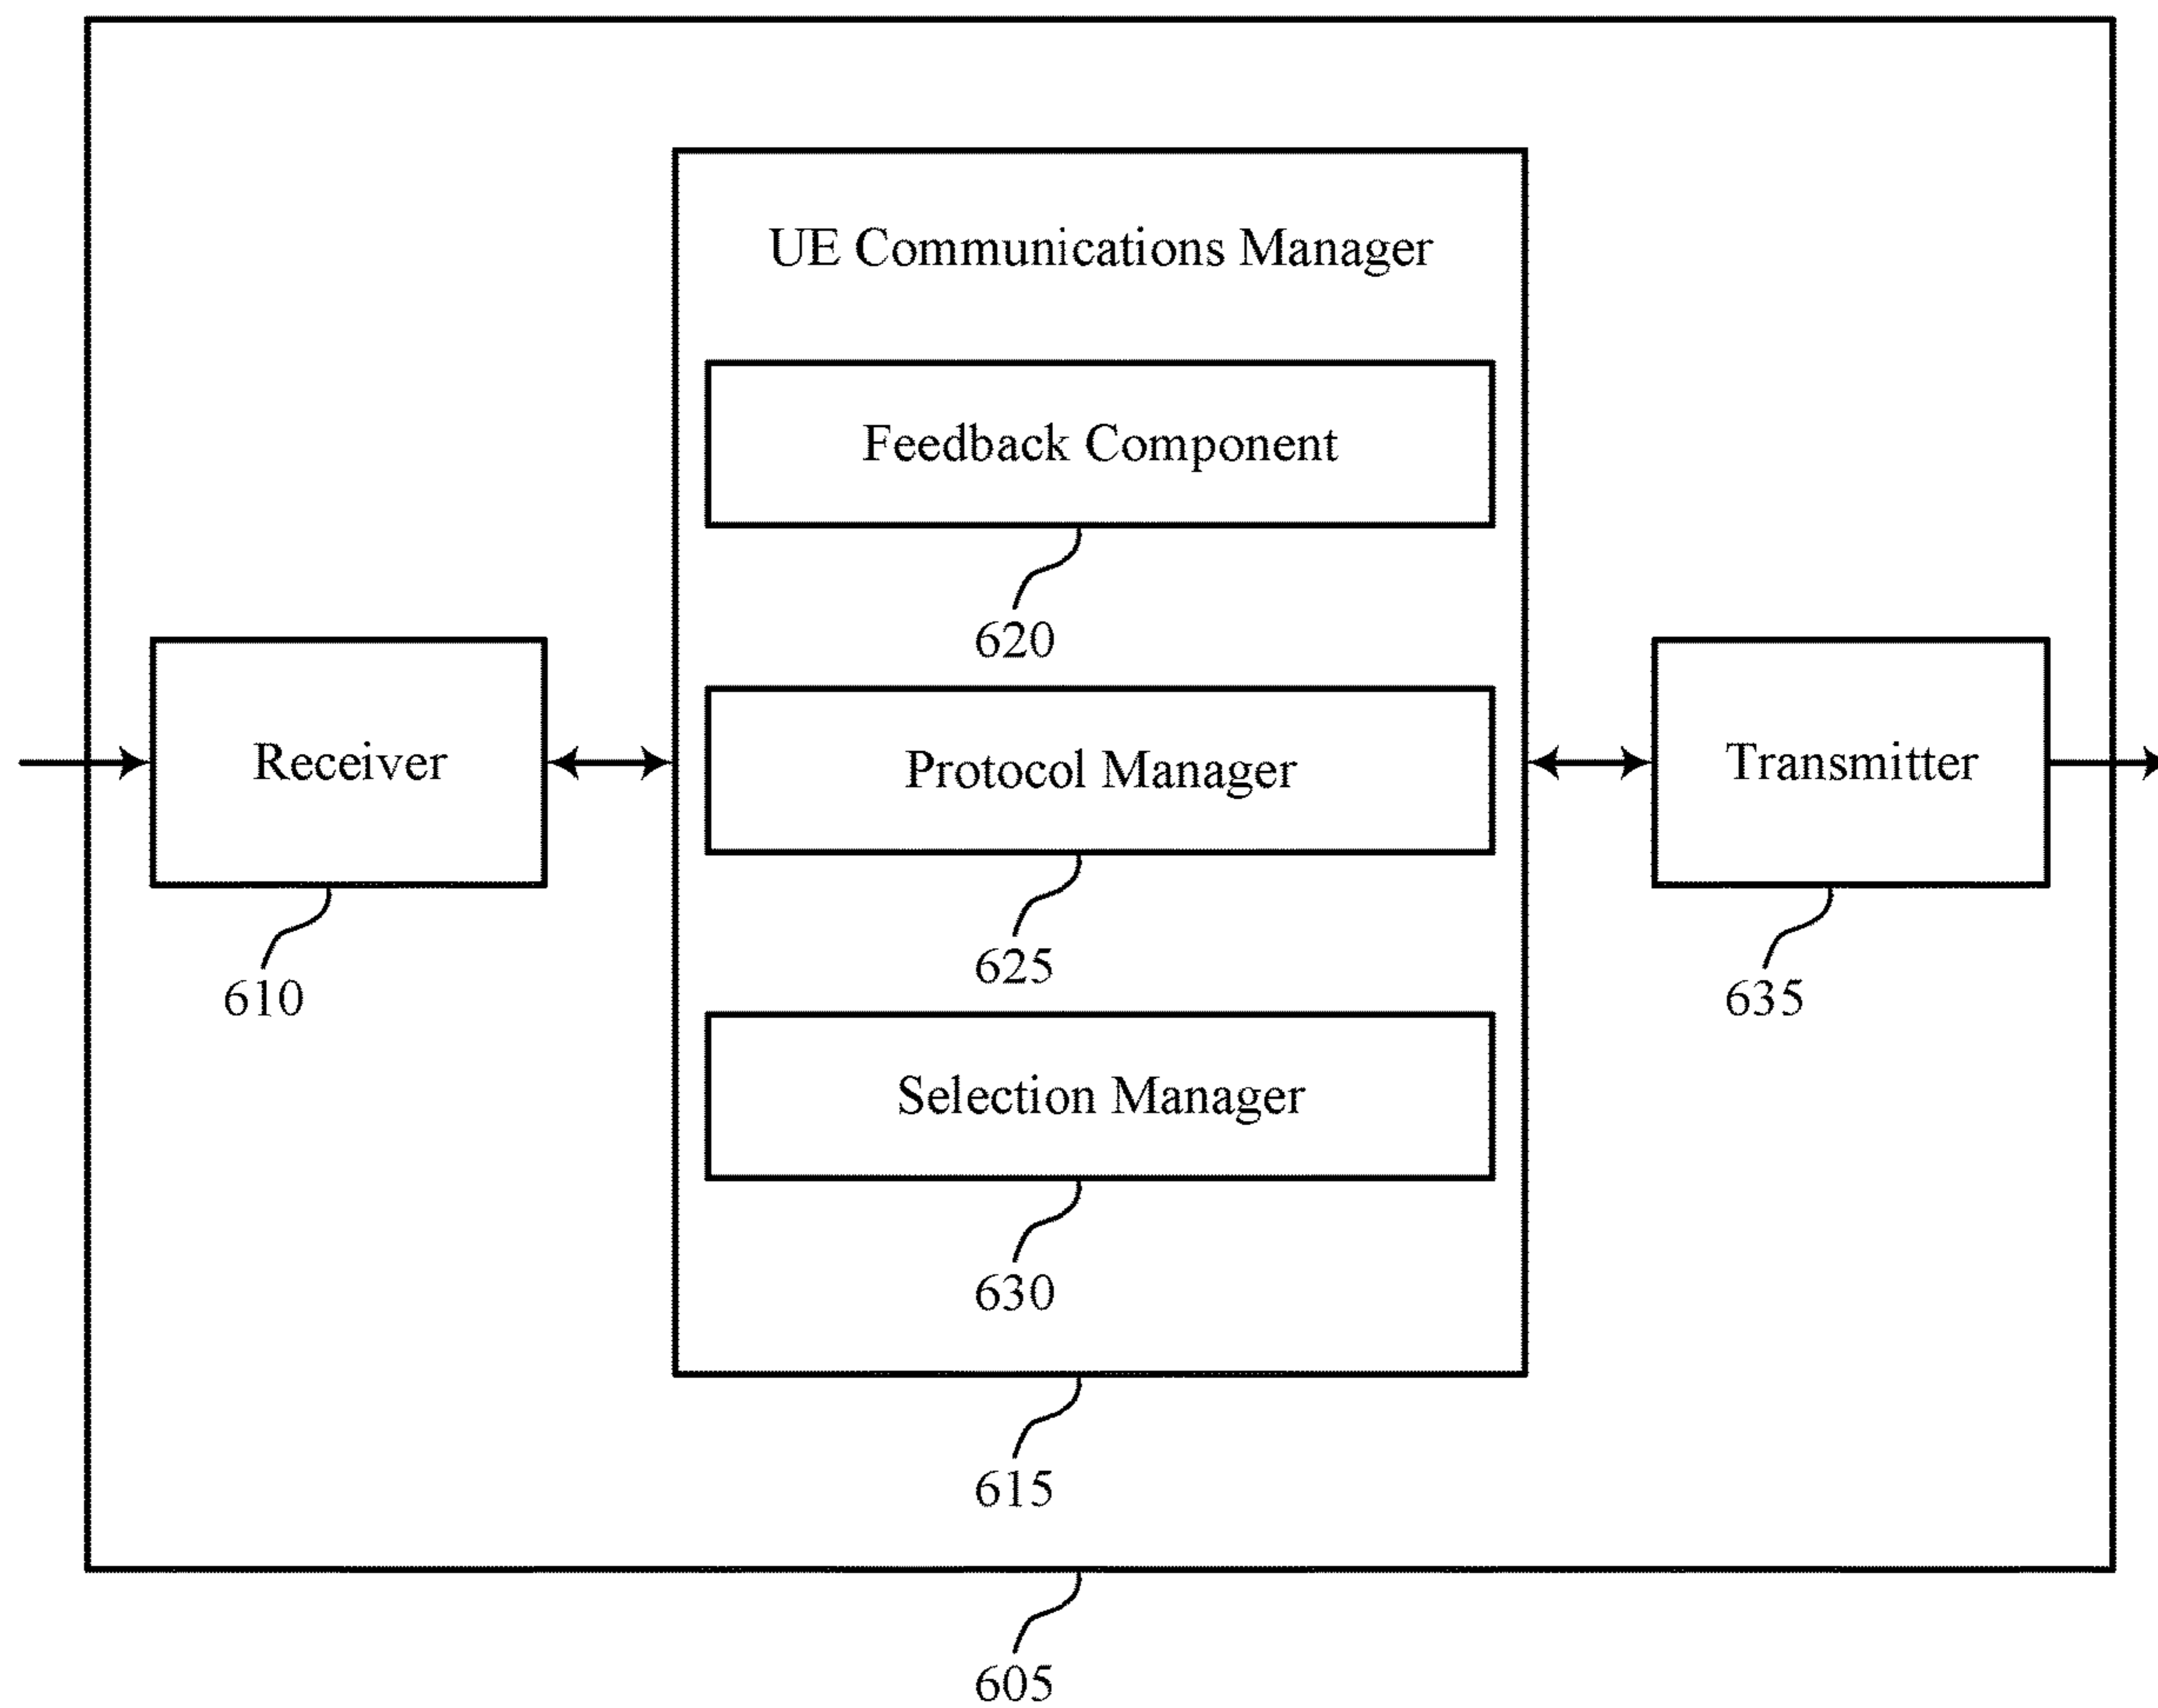 UE Communications Manager
Feedback Component
620
Receiver
610
Protocol Manager
625
Transmitter
635
Selection Manager
630
615
605